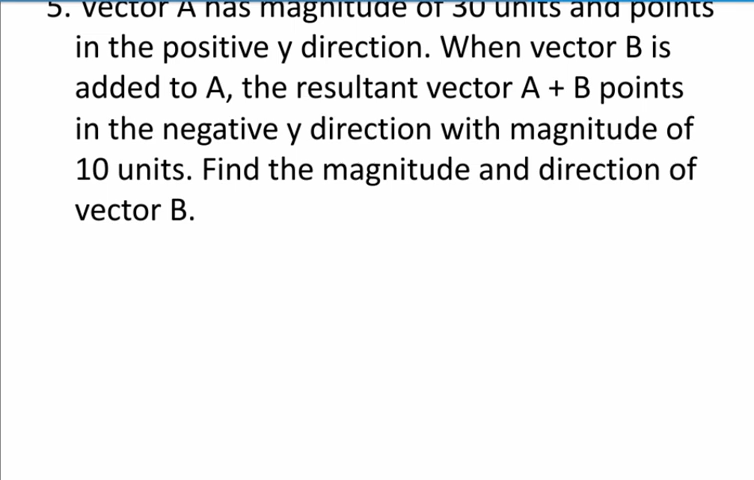 5. Vector A has magnitude of 30 units and points
in the positive y direction. When vector B is
added to A, the resultant vector A + B points
in the negative y direction with magnitude of
10 units. Find the magnitude and direction of
vector B.